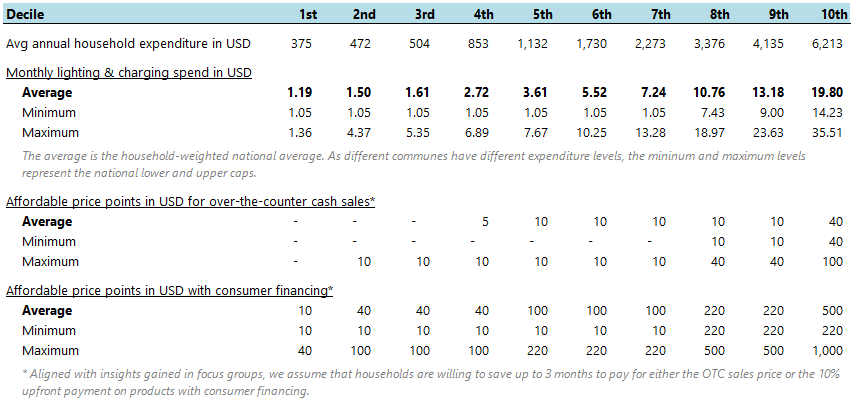 Decile 1st 2nd 3rd 4th 5th 6th 7th 8th 9th 10th
Avg annual household expenditure in USD 375 472 504 853 1,132 1,730 2,273 3,376 4,135 6,213
Monthly lighting & charging spend in USD
Average 1.19 1.50 1.61 2.72 3.61 5.52 7.24 10.76 13.18 19.80
Minimum 1.05 1.05 1.05 1.05 1.05 1.05 1.05 7.43 9.00 14.23
Maximum 1.36 4.37 5.35 6.89 7.67 10.25 13.28 18.97 23.63 35.51
The average is the household-weighted national average. As different communes have different expenditure levels, the mininum and maximum levels
represent the national lower and upper caps.
Affordable price points in USD for over-the-counter cash sales*
Average - - - 5 10 10 10 10 10 40
Minimum - - - - - - - 10 10 40
Maximum - 10 10 10 10 10 10 40 40 100
Affordable price points in USD with consumer financing*
Average 10 40 40 40 100 100 100 220 220 500
Minimum 10 10 10 10 10 10 10 220 220 220
Maximum 40 100 100 100 220 220 220 500 500 1,000
* Aligned with insights gained in focus groups, we assume that households are willing to save up to 3 months to pay for either the OTC sales price or the 10%
upfront payment on products with consumer financing.